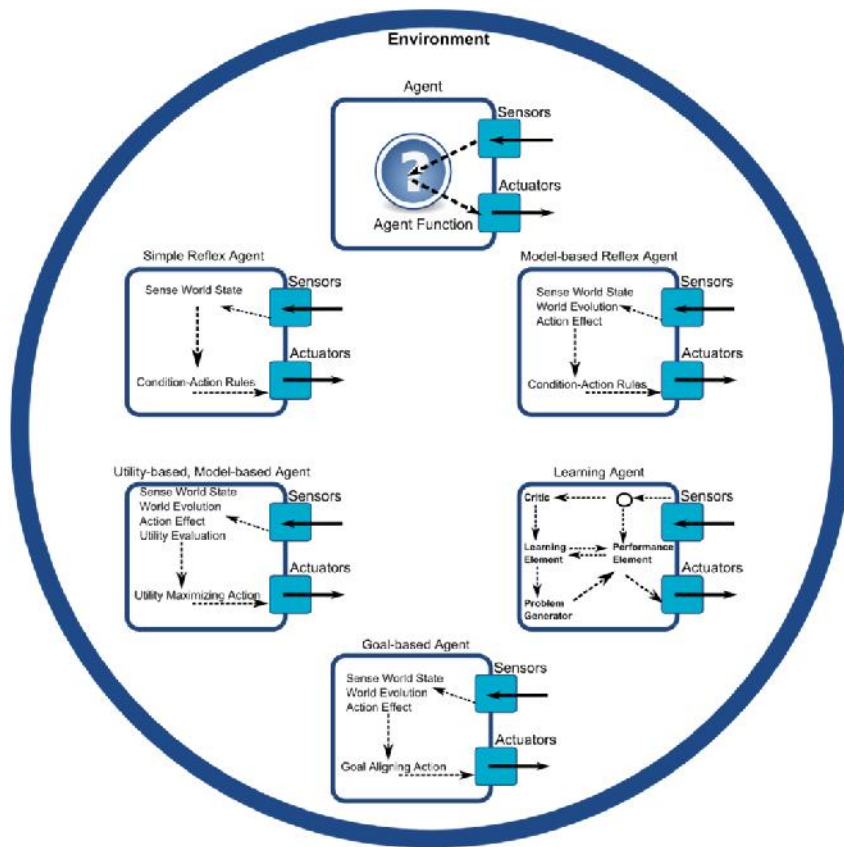 Environment
Agent
Sensors
?
Actuators
Agent Function
Simple Reflex Agent
Sensors
Sense World State
Actuators
Condition-Action Rules
Model-based Reflex Agent
Sensors
Sense World State
World Evolution
Action Effect
Actuators
Condition-Action Rules
Utility-based, Model-based Agent
Sense World State
Sensors
World Evolution
Action Effect
Utility Evaluation
Actuators
Utility Maximizing Action
Learning Agent
Critic
Sensors
Learning
Element
Performance
Element
Actuators
Problem
Generator
Goal-based Agent
Sensors
Sense World State
World Evolution
Action Effect
Actuators
Goal Aligning Action